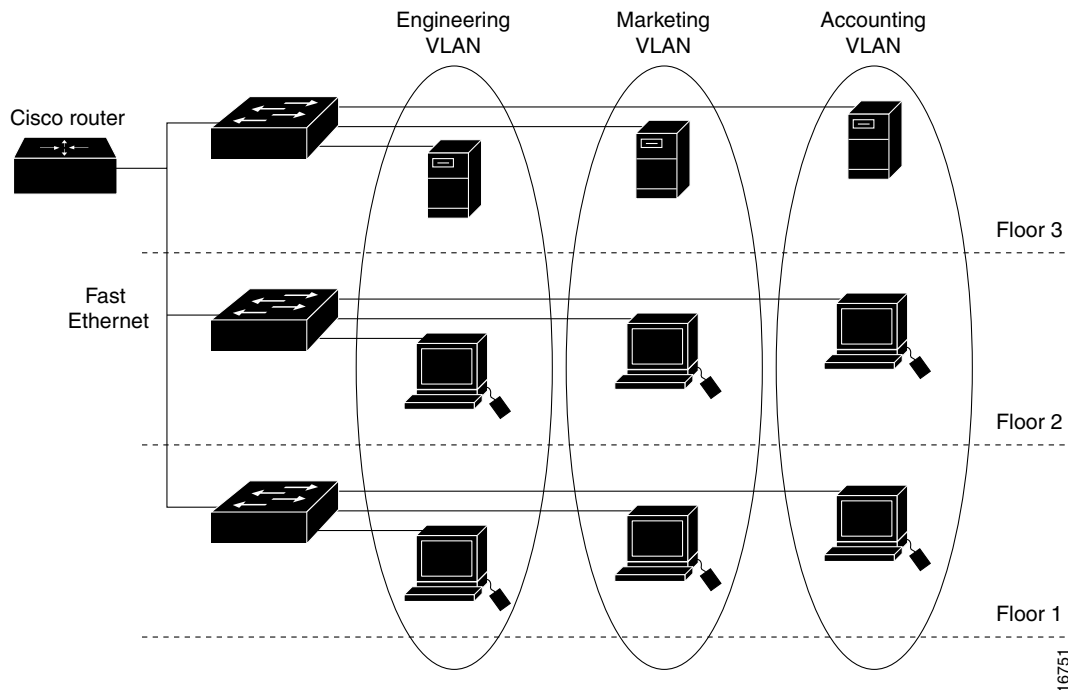 Engineering
VLAN
Marketing
VLAN
Accounting
VLAN
Cisco router
Floor 3
Fast
Ethernet
Floor 2
Floor 1
16751